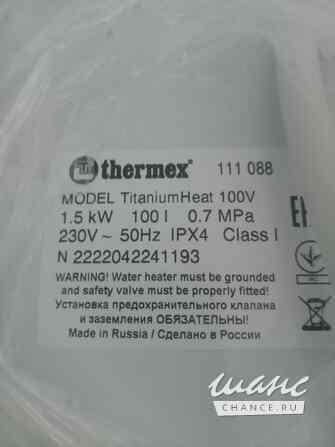 thermex® 111 088
MODEL TitaniumHeat 100V
1.5 kW 100 l 0.7 MPa
230V~ 50Hz IPX4 Class I
N 2222042241193
WARNING! Water heater must be grounded
and safety valve must be properly fitted!
Установка предохранительного клапана
и заземления ОБЯЗАТЕЛЬНЫ!
Made in Russia / Сделано в России
шанс
CHANCE.RU